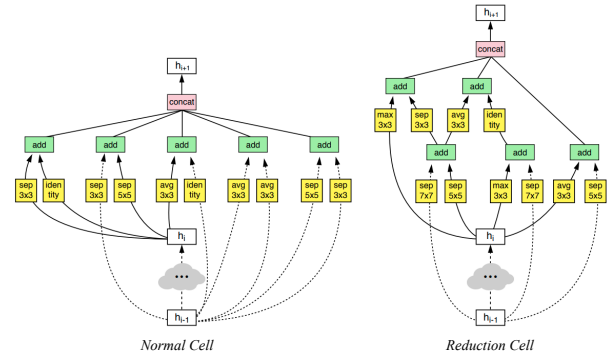 h_{i+1}
concat
add
add
add
add
add
sep 3x3
iden tity
sep 3x3
sep 5x5
avg 3x3
iden tity
avg 3x3
avg 3x3
sep 5x5
sep 3x3
h_i
...
h_{i-1}
Normal Cell
h_{i+1}
concat
add
add
max 3x3
sep 5x5
avg 3x3
iden tity
add
add
add
sep 7x7
sep 5x5
max 3x3
sep 7x7
avg 3x3
sep 5x5
h_i
...
h_{i-1}
Reduction Cell